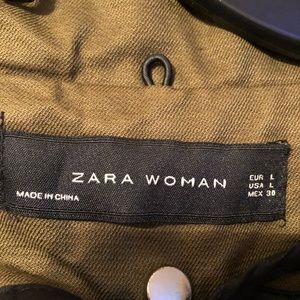 ZARA WOMAN
MADE IN CHINA
EUR L
USA L
MEX 30